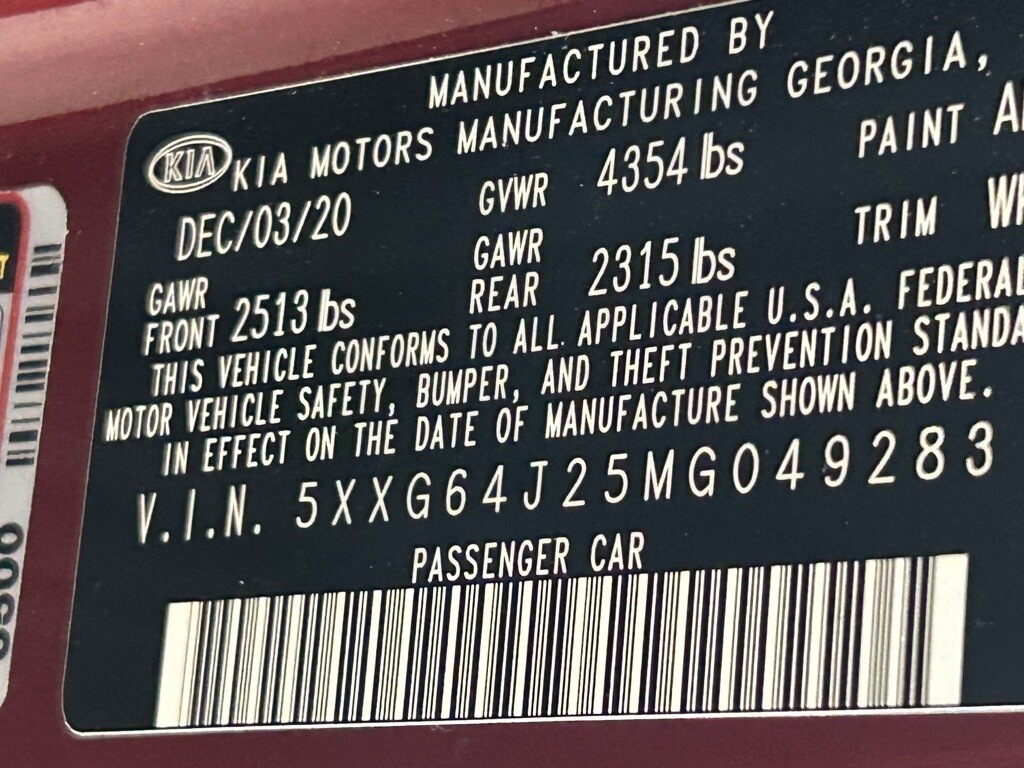 MANUFACTURED BY
KIA KIA MOTORS MANUFACTURING GEORGIA,
DEC/03/20 GVWR 4354 lbs PAINT
GAWR FRONT 2513 lbs GAWR REAR 2315 lbs TRIM
THIS VEHICLE CONFORMS TO ALL APPLICABLE U.S.A. FEDERAL
MOTOR VEHICLE SAFETY, BUMPER, AND THEFT PREVENTION STANDA
IN EFFECT ON THE DATE OF MANUFACTURE SHOWN ABOVE.
V.I.N. 5XXG64J25MG049283
PASSENGER CAR